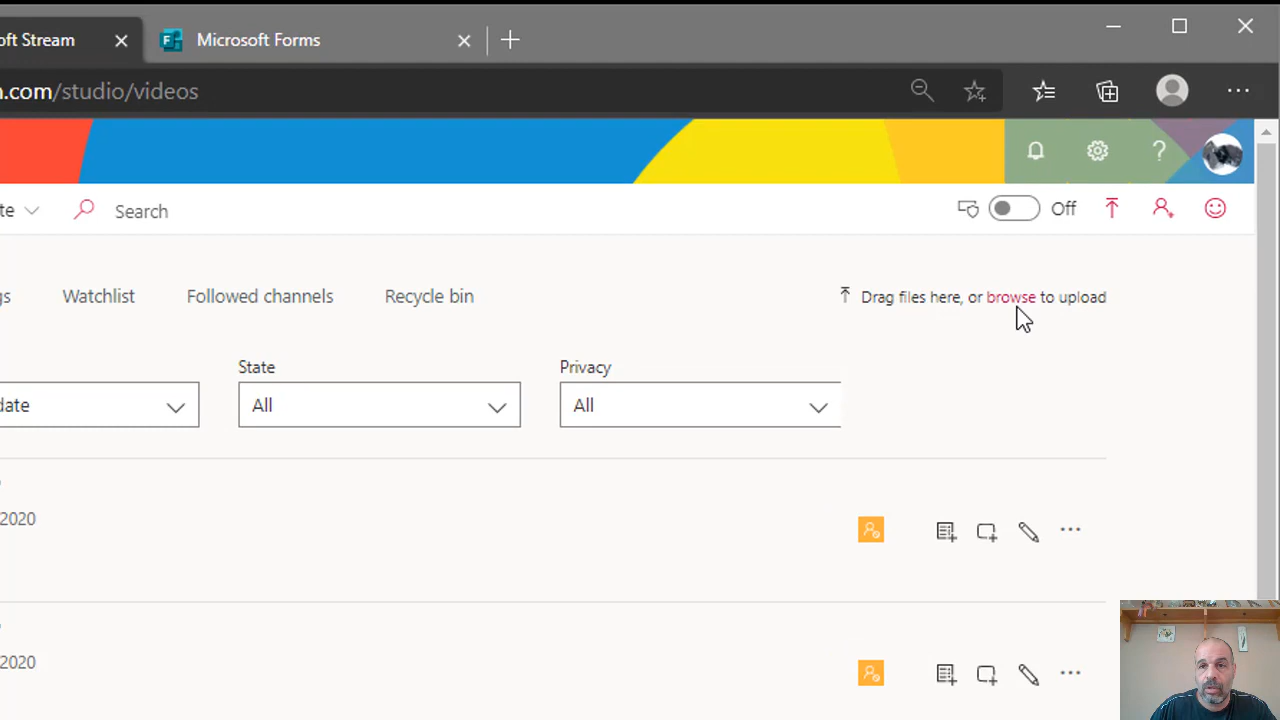 oft Stream
Microsoft Forms
n.com/studio/videos
te
Search
Off
gs
Watchlist
Followed channels
Recycle bin
Drag files here, or browse to upload
State
Privacy
date
All
All
2020
2020